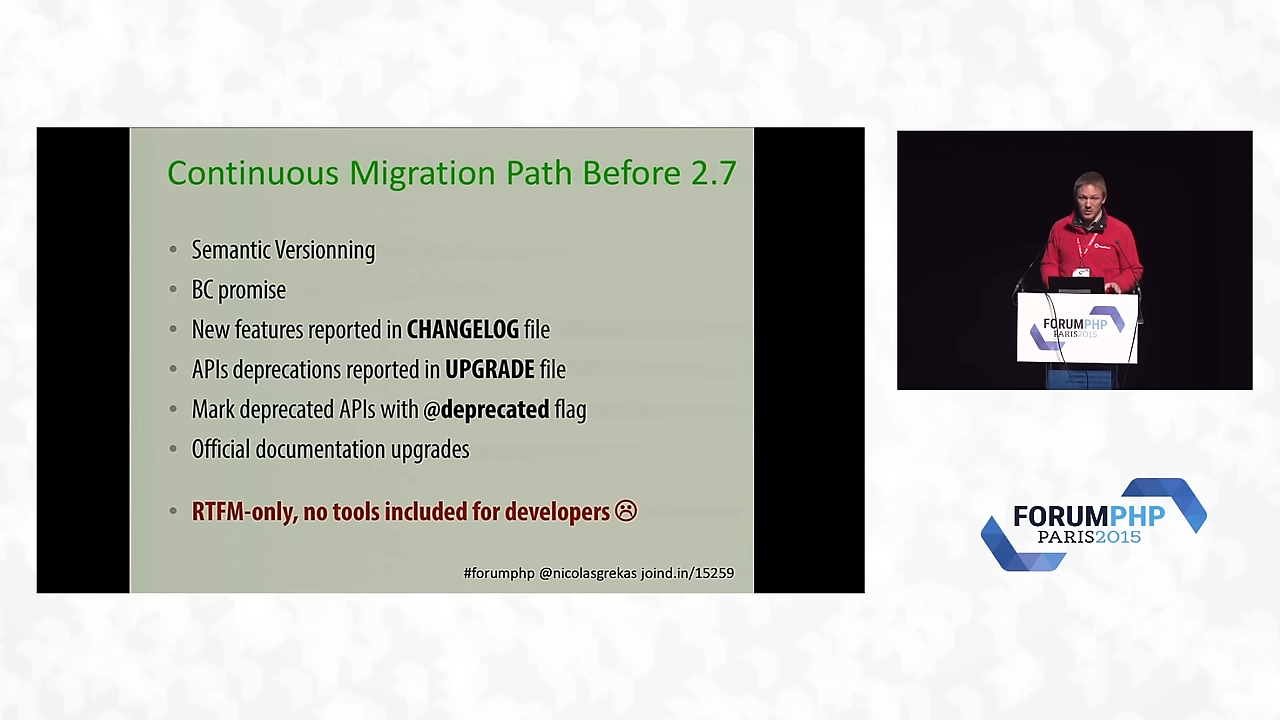 Continuous Migration Path Before 2.7
• Semantic Versionning
• BC promise
• New features reported in CHANGELOG file
• APIs deprecations reported in UPGRADE file
• Mark deprecated APIs with @deprecated flag
• Official documentation upgrades
• RTFM-only, no tools included for developers ☹
#forumphp @nicolasgrekas joind.in/15259
FORUMPHP
PARIS2015
FORUMPHP
PARIS2015